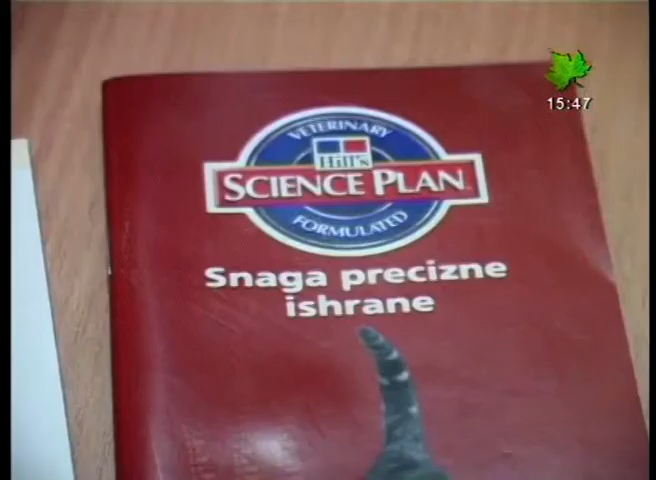 15:47
VETERINARY
Hill's
SCIENCE PLAN
FORMULATED
Snaga precizne
ishrane